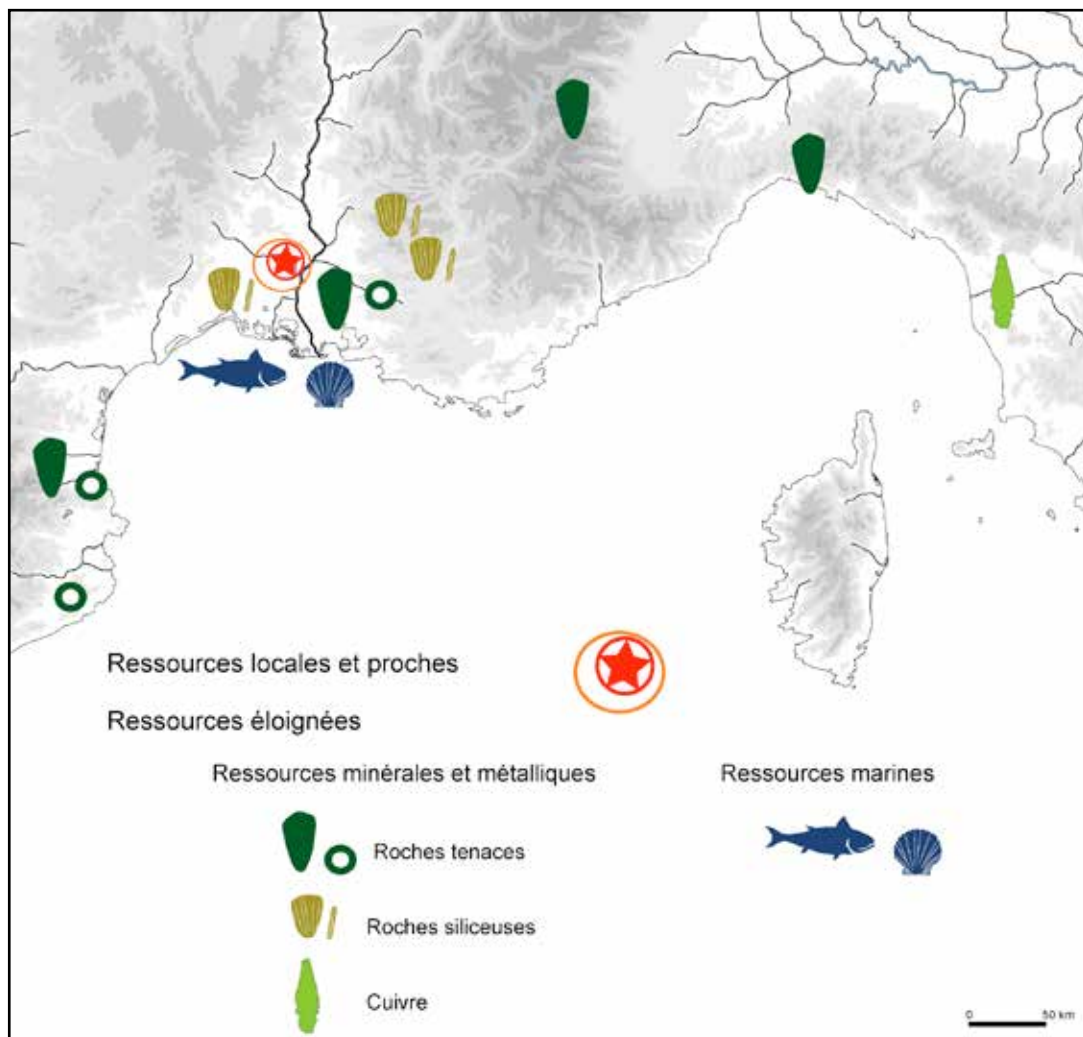 Ressources locales et proches
Ressources éloignées
Ressources minérales et métalliques
Ressources marines
Roches tenaces
Roches siliceuses
Cuivre
0 50 km